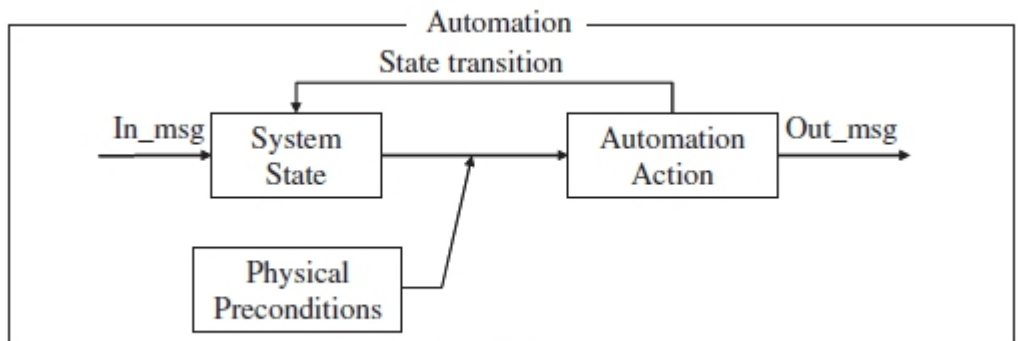 Automation
State transition
In_msg
System
State
Automation
Action
Out_msg
Physical
Preconditions